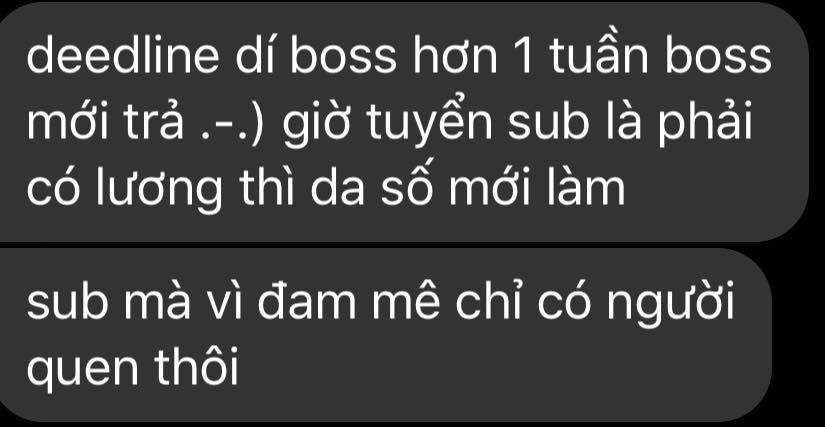 deedline dí boss hơn 1 tuần boss
mới trả .-.) giờ tuyển sub là phải
có lương thì da số mới làm
sub mà vì đam mê chỉ có người
quen thôi